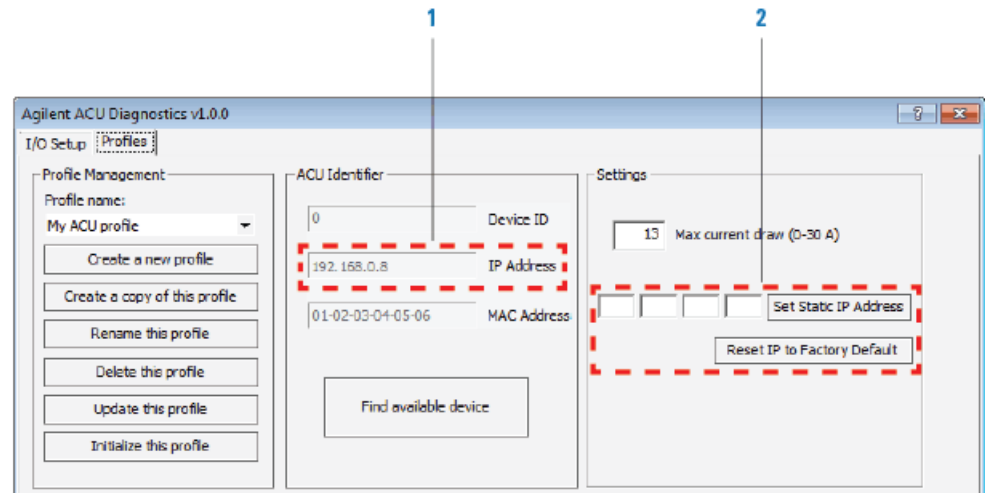 1
2
Agilent ACU Diagnostics v1.0.0
I/O Setup
Profiles
Profile Management
Profile name:
My ACU profile
Create a new profile
Create a copy of this profile
Rename this profile
Delete this profile
Update this profile
Initialize this profile
ACU Identifier
0 Device ID
192.168.0.8 IP Address
01-02-03-04-05-06 MAC Address
Find available device
Settings
13 Max current draw (0-30 A)
Set Static IP Address
Reset IP to Factory Default